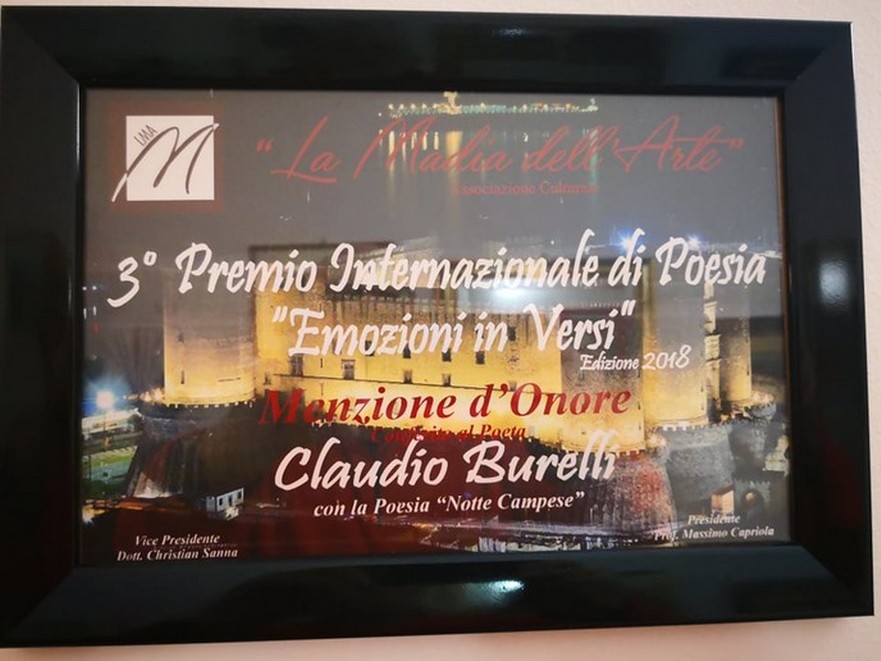 LMA
M
"La Madia dell'Arte"
Associazione Culturale
3° Premio Internazionale di Poesia
"Emozioni in Versi"
Edizione 2018
Menzione d'Onore
Conferito al Poeta
Claudio Burelli
con la Poesia "Notte Campese"
Vice Presidente
Dott. Christian Sanna
Presidente
Prof. Massimo Capriola